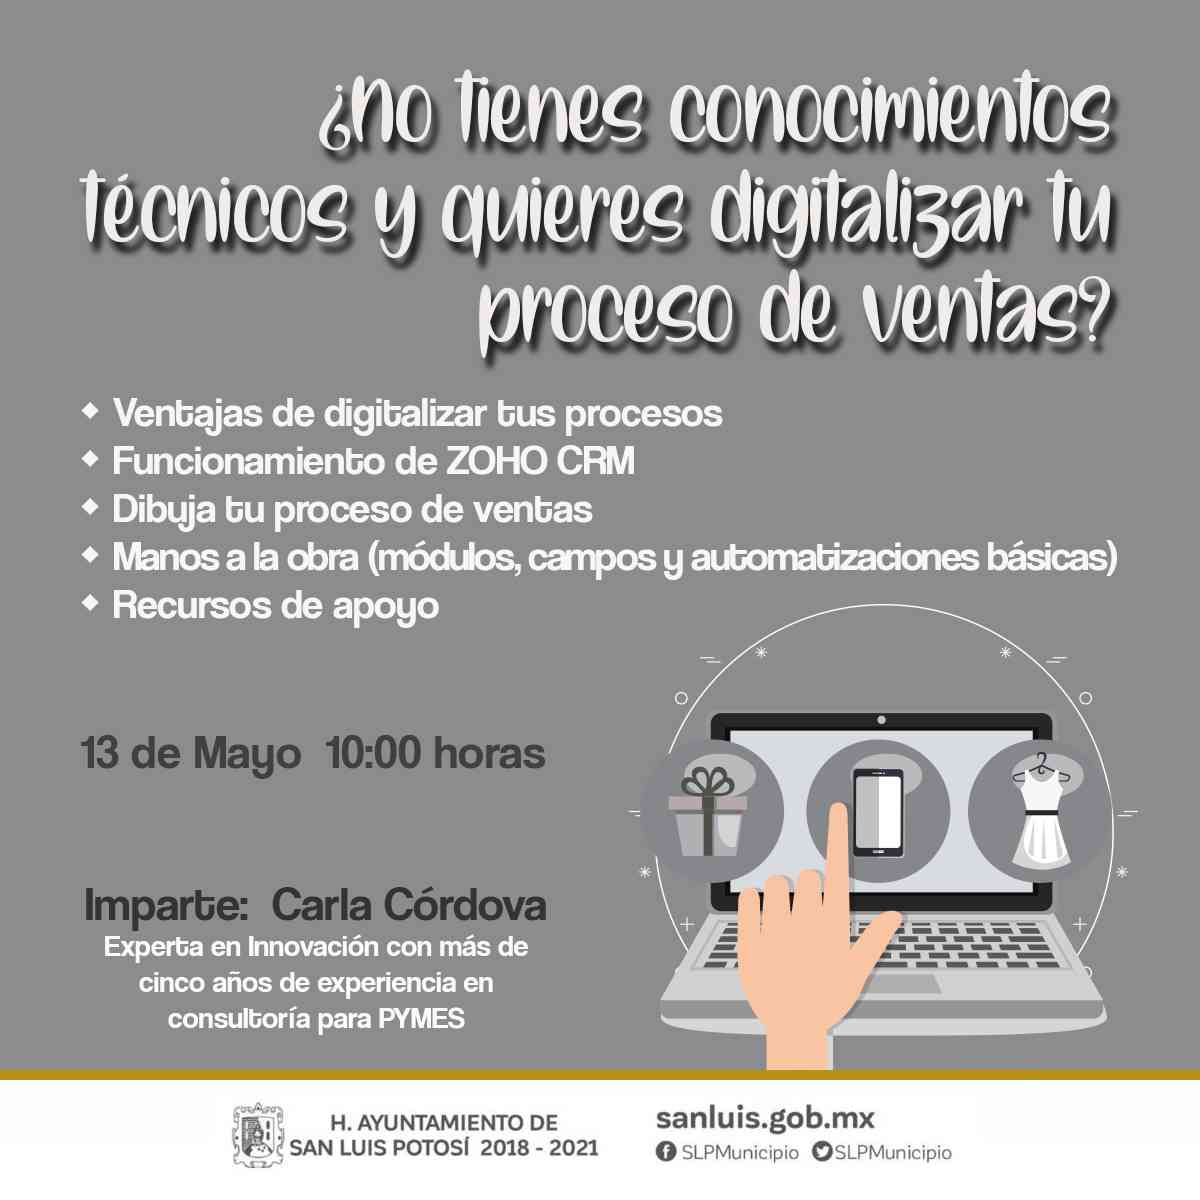 ¿No tienes conocimientos
técnicos y quieres digitalizar tu
proceso de ventas?
Ventajas de digitalizar tus procesos
Funcionamiento de ZOHO CRM
Dibuja tu proceso de ventas
Manos a la obra (módulos, campos y automatizaciones básicas)
Recursos de apoyo
13 de Mayo 10:00 horas
Imparte: Carla Córdova
Experta en Innovación con más de
cinco años de experiencia en
consultoría para PYMES
H. AYUNTAMIENTO DE
SAN LUIS POTOSÍ 2018 - 2021
sanluis.gob.mx
SLPMunicipio SLPMunicipio